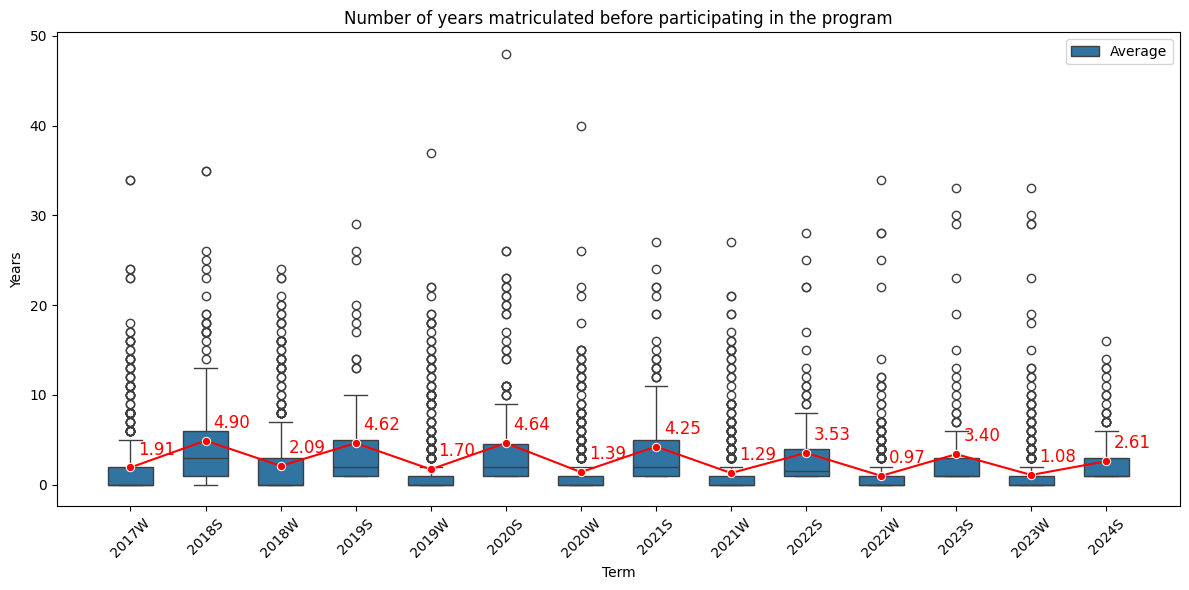 Number of years matriculated before participating in the program
Average
Years
50
40
30
20
10
0
1.91
4.90
2.09
4.62
1.70
4.64
1.39
4.25
1.29
3.53
0.97
3.40
1.08
2.61
2017W
2018S
2018W
2019S
2019W
2020S
2020W
2021S
2021W
2022S
2022W
2023S
2023W
2024S
Term